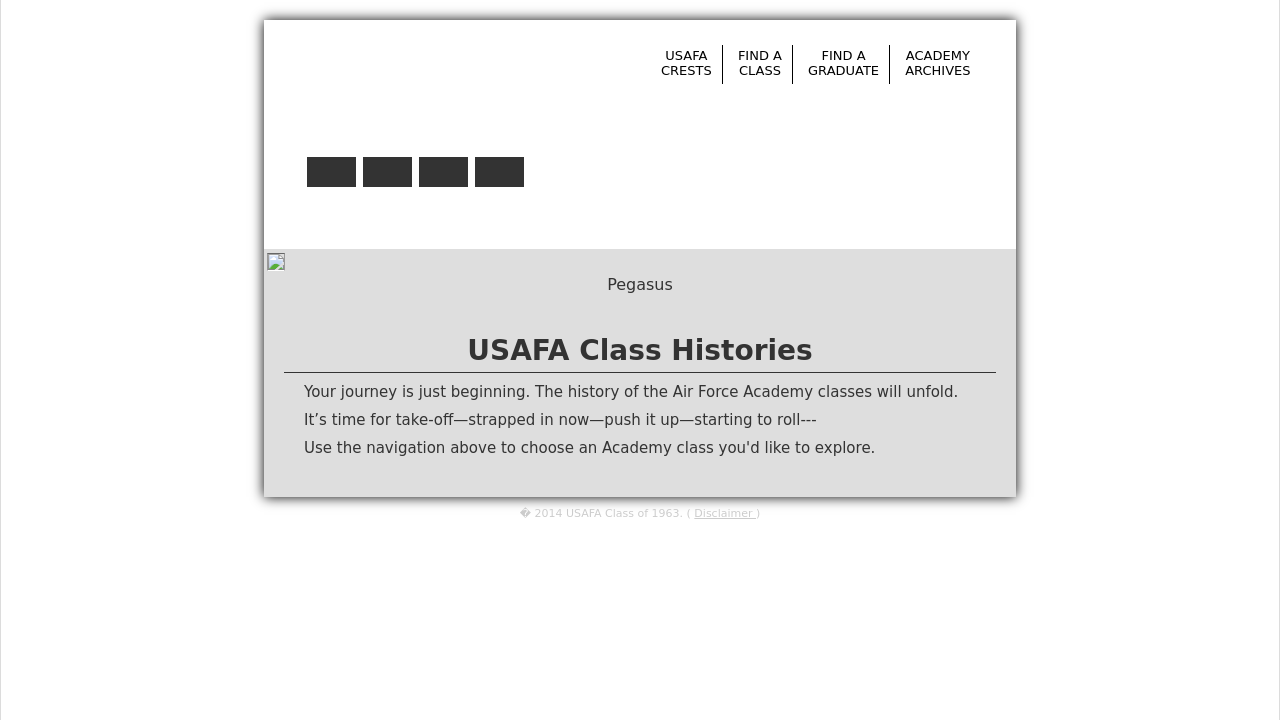 USAFA
CRESTS
FIND A
CLASS
FIND A
GRADUATE
ACADEMY
ARCHIVES
Pegasus
USAFA Class Histories
Your journey is just beginning. The history of the Air Force Academy classes will unfold.
It’s time for take-off—strapped in now—push it up—starting to roll---
Use the navigation above to choose an Academy class you'd like to explore.
� 2014 USAFA Class of 1963. ( Disclaimer )